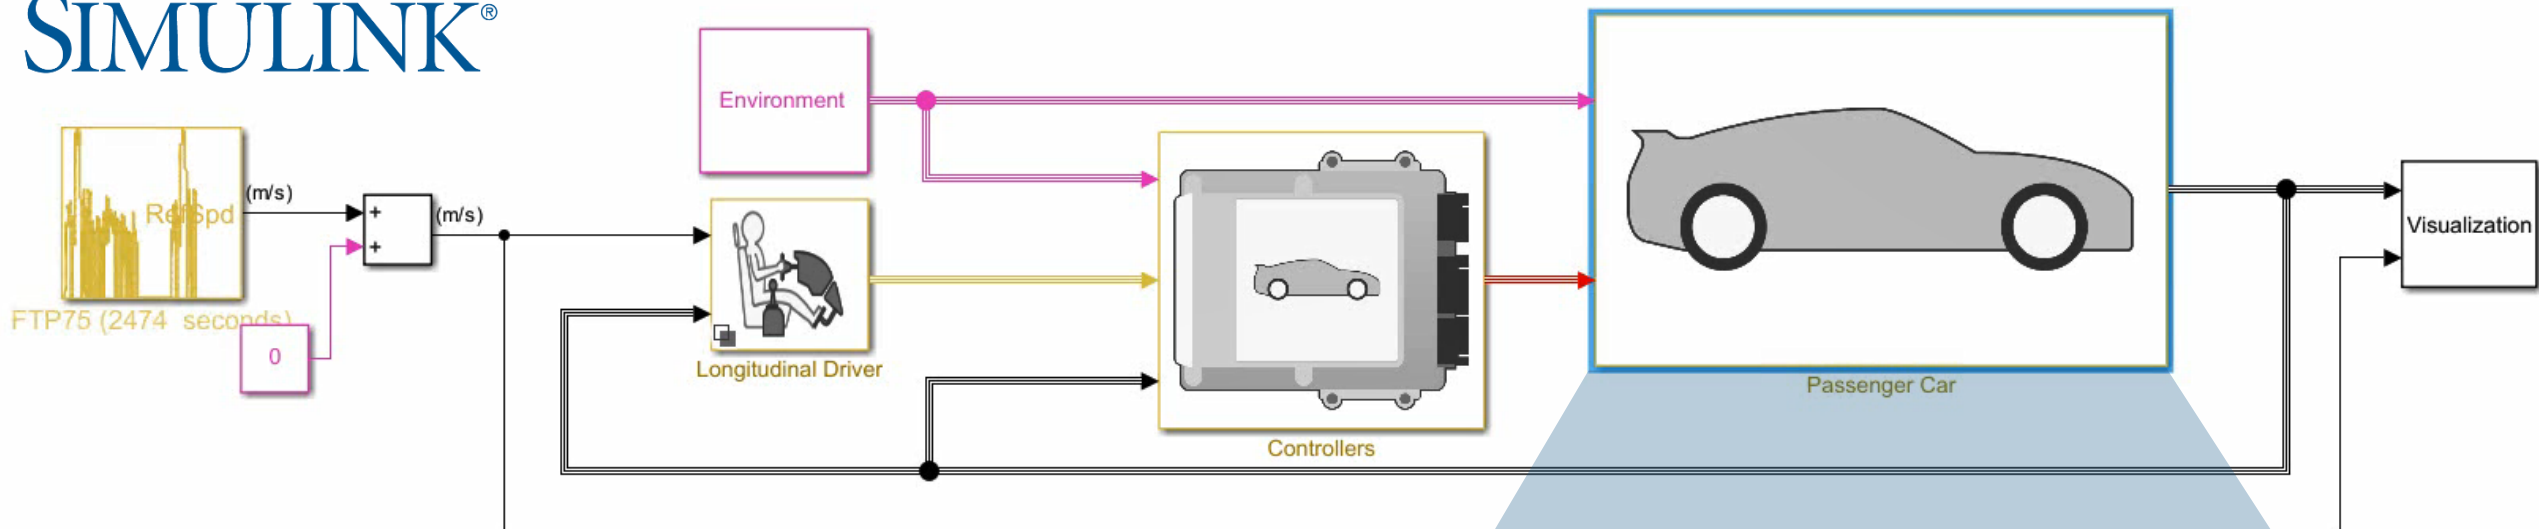 SIMULINK®
Environment
RefSpd
(m/s)
+
+
(m/s)
FTP75 (2474 seconds)
0
Longitudinal Driver
Controllers
Passenger Car
Visualization